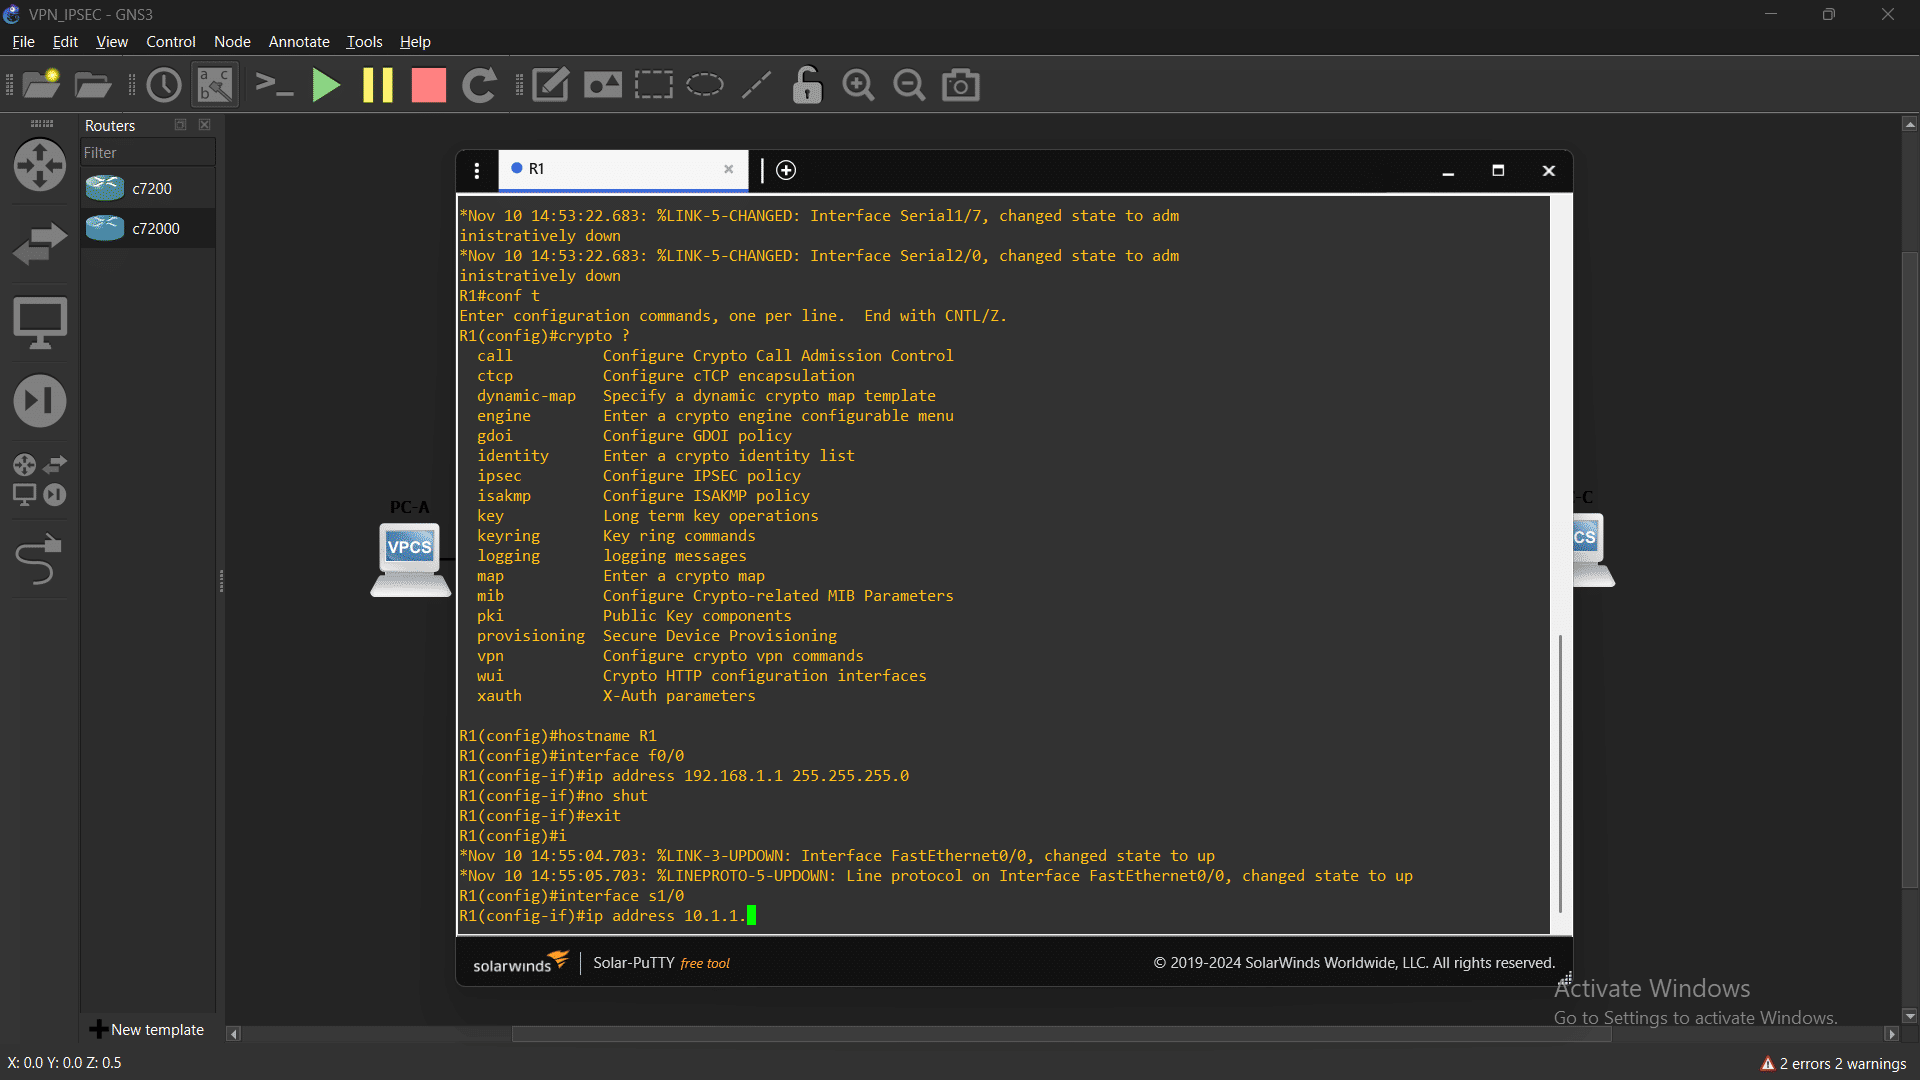 VPN_IPSEC - GNS3
File Edit View Control Node Annotate Tools Help
Routers
Filter
c7200
c72000
R1
*Nov 10 14:53:22.683: %LINK-5-CHANGED: Interface Serial1/7, changed state to adm
inistratively down
*Nov 10 14:53:22.683: %LINK-5-CHANGED: Interface Serial2/0, changed state to adm
inistratively down
R1#conf t
Enter configuration commands, one per line.  End with CNTL/Z.
R1(config)#crypto ?
  call          Configure Crypto Call Admission Control
  ctcp          Configure cTCP encapsulation
  dynamic-map   Specify a dynamic crypto map template
  engine        Enter a crypto engine configurable menu
  gdoi          Configure GDOI policy
  identity      Enter a crypto identity list
  ipsec         Configure IPSEC policy
  isakmp        Configure ISAKMP policy
  key           Long term key operations
  keyring       Key ring commands
  logging       logging messages
  map           Enter a crypto map
  mib           Configure Crypto-related MIB Parameters
  pki           Public Key components
  provisioning  Secure Device Provisioning
  vpn           Configure crypto vpn commands
  wui           Crypto HTTP configuration interfaces
  xauth         X-Auth parameters
R1(config)#hostname R1
R1(config)#interface f0/0
R1(config-if)#ip address 192.168.1.1 255.255.255.0
R1(config-if)#no shut
R1(config-if)#exit
R1(config)#i
*Nov 10 14:55:04.703: %LINK-3-UPDOWN: Interface FastEthernet0/0, changed state to up
*Nov 10 14:55:05.703: %LINEPROTO-5-UPDOWN: Line protocol on Interface FastEthernet0/0, changed state to up
R1(config)#interface s1/0
R1(config-if)#ip address 10.1.1.
PC-A
VPCS
-C
CS
solarwinds Solar-PuTTY free tool
© 2019-2024 SolarWinds Worldwide, LLC. All rights reserved.
Activate Windows
Go to Settings to activate Windows.
New template
X: 0.0 Y: 0.0 Z: 0.5
2 errors 2 warnings